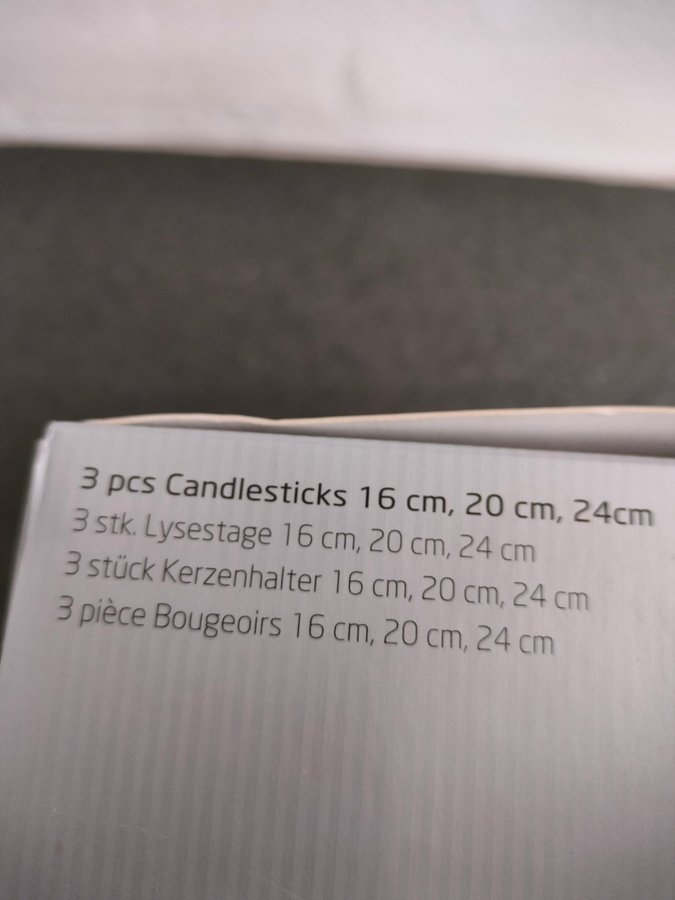 3 pcs Candlesticks 16 cm, 20 cm, 24cm
3 stk. Lysestage 16 cm, 20 cm, 24 cm
3 stück Kerzenhalter 16 cm, 20 cm, 24 cm
3 pièce Bougeoirs 16 cm, 20 cm, 24 cm